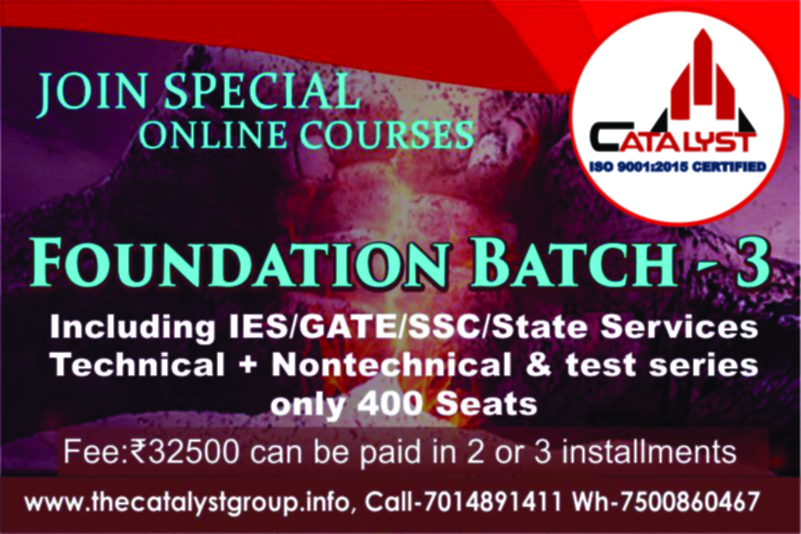 JOIN SPECIAL
ONLINE COURSES
CATALYST
ISO 9001:2015 CERTIFIED
FOUNDATION BATCH - 3
Including IES/GATE/SSC/State Services
Technical + Nontechnical & test series
only 400 Seats
Fee:₹32500 can be paid in 2 or 3 installments
www.thecatalystgroup.info, Call-7014891411 Wh-7500860467